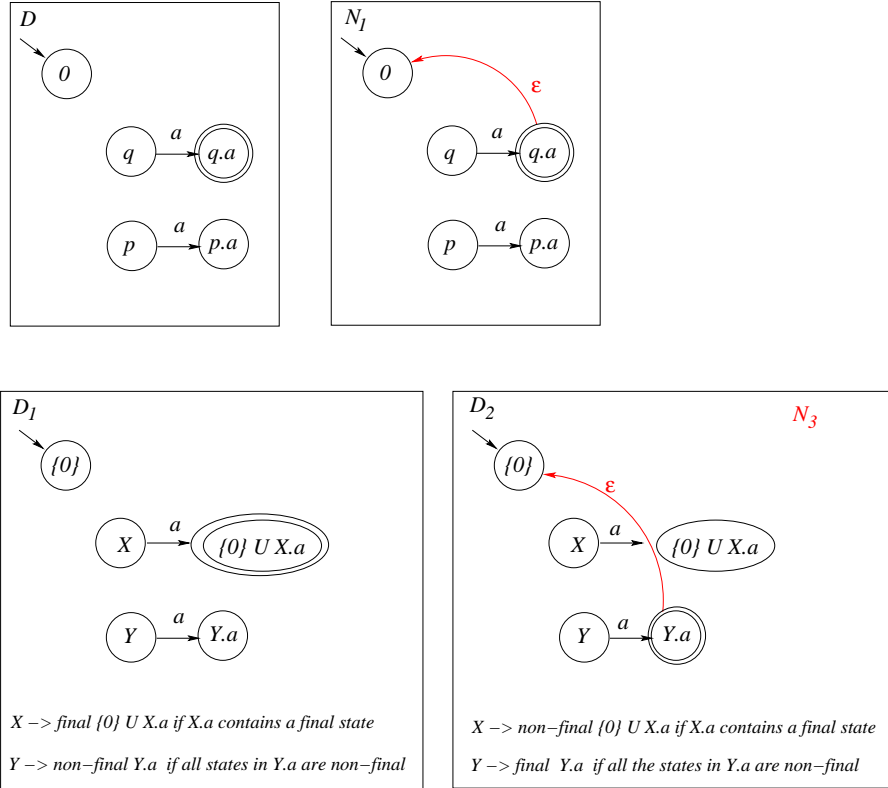 D
0
a
q
q.a
a
p
p.a
N1
0
ε
a
q
q.a
a
p
p.a
D1
{0}
a
X
{0} U X.a
a
Y
Y.a
X −> final {0} U X.a if X.a contains a final state
Y −> non−final Y.a if all states in Y.a are non−final
D2
N3
{0}
ε
a
X
{0} U X.a
a
Y
Y.a
X −> non−final {0} U X.a if X.a contains a final state
Y −> final Y.a if all the states in Y.a are non−final